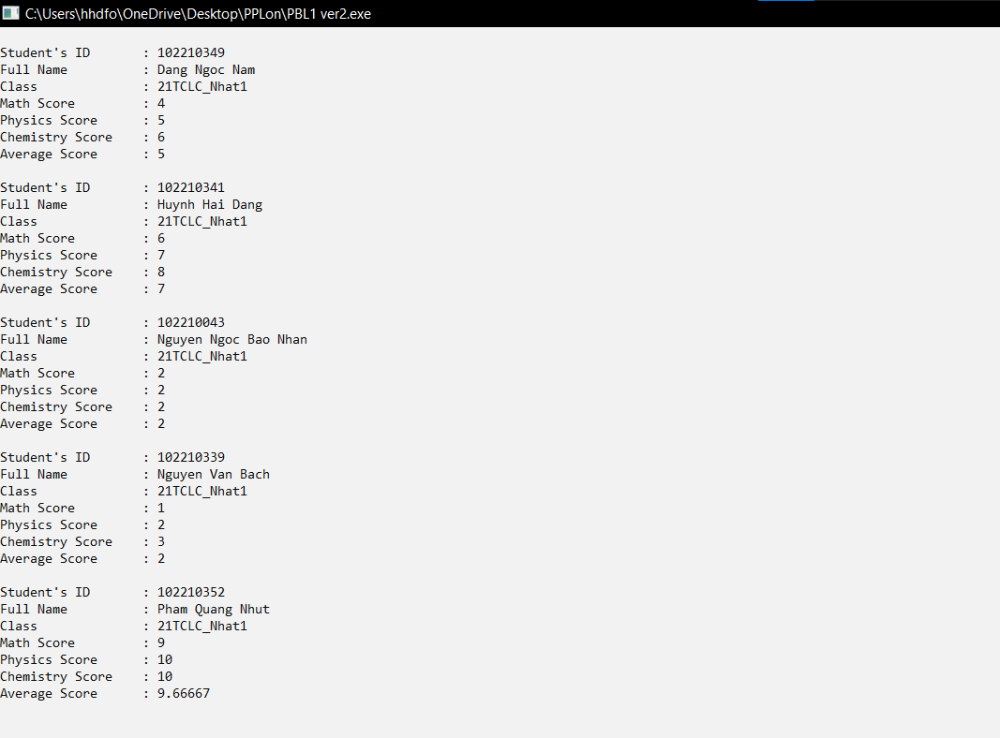 C:\Users\hhdfo\OneDrive\Desktop\PPLon\PBL1 ver2.exe
Student's ID : 102210349
Full Name : Dang Ngoc Nam
Class : 21TCLC_Nhat1
Math Score : 4
Physics Score : 5
Chemistry Score : 6
Average Score : 5
Student's ID : 102210341
Full Name : Huynh Hai Dang
Class : 21TCLC_Nhat1
Math Score : 6
Physics Score : 7
Chemistry Score : 8
Average Score : 7
Student's ID : 102210043
Full Name : Nguyen Ngoc Bao Nhan
Class : 21TCLC_Nhat1
Math Score : 2
Physics Score : 2
Chemistry Score : 2
Average Score : 2
Student's ID : 102210339
Full Name : Nguyen Van Bach
Class : 21TCLC_Nhat1
Math Score : 1
Physics Score : 2
Chemistry Score : 3
Average Score : 2
Student's ID : 102210352
Full Name : Pham Quang Nhut
Class : 21TCLC_Nhat1
Math Score : 9
Physics Score : 10
Chemistry Score : 10
Average Score : 9.66667